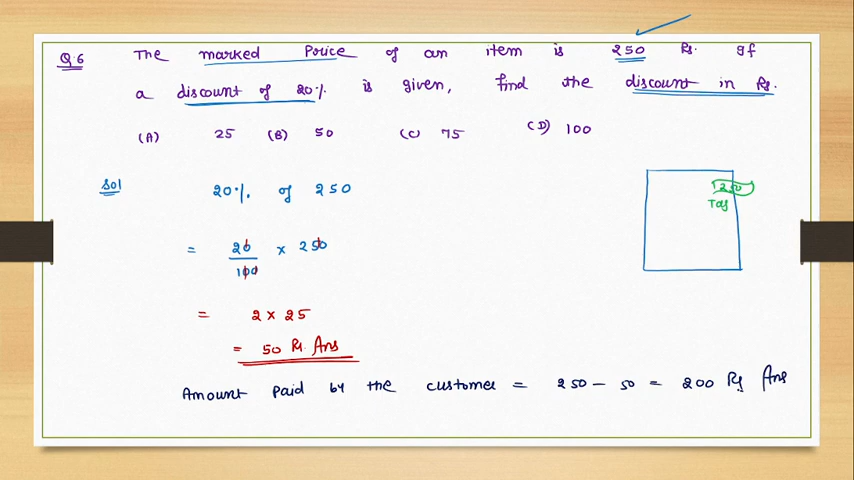 Q.6 The marked Price of an item is 250 Rs. If
a discount of 20% is given, find the discount in Rs.
(A) 25 (B) 50 (C) 75 (D) 100
Sol 20% of 250
250
Tag
= 20/100 × 250
= 2 × 25
= 50 Rs. Ans
Amount Paid by the customer = 250 - 50 = 200 Rs Ans